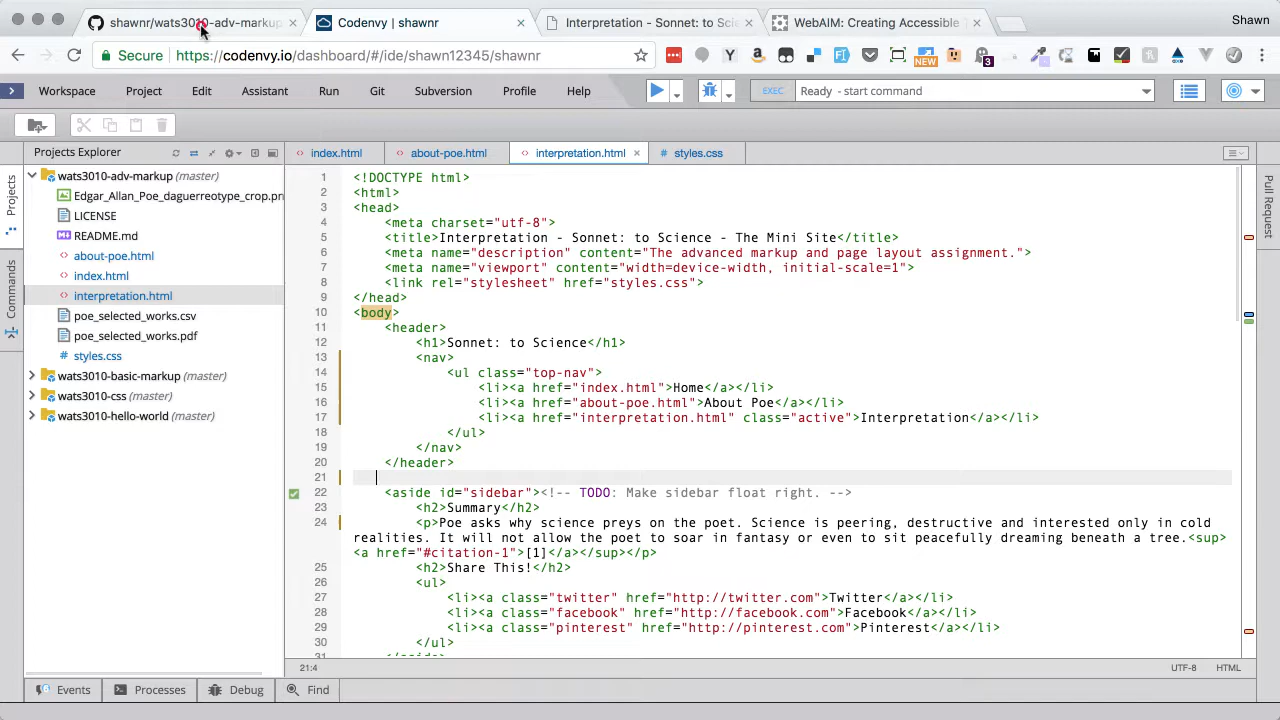 shawnr/wats3010-adv-markup
Codenvy | shawnr
Interpretation - Sonnet: to Sci
WebAIM: Creating Accessible T
Shawn
Secure
https://codenvy.io/dashboard/#/ide/shawn12345/shawnr
NEW
3
Workspace Project Edit Assistant Run Git Subversion Profile Help
EXEC Ready - start command
Projects Explorer
index.html
about-poe.html
interpretation.html
styles.css
Projects
Commands
Pull Request
wats3010-adv-markup (master)
Edgar_Allan_Poe_daguerreotype_crop.pn
LICENSE
README.md
about-poe.html
index.html
interpretation.html
poe_selected_works.csv
poe_selected_works.pdf
styles.css
wats3010-basic-markup (master)
wats3010-css (master)
wats3010-hello-world (master)
1 <!DOCTYPE html>
2 <html>
3 <head>
4 <meta charset="utf-8">
5 <title>Interpretation - Sonnet: to Science - The Mini Site</title>
6 <meta name="description" content="The advanced markup and page layout assignment.">
7 <meta name="viewport" content="width=device-width, initial-scale=1">
8 <link rel="stylesheet" href="styles.css">
9 </head>
10 <body>
11 <header>
12 <h1>Sonnet: to Science</h1>
13 <nav>
14 <ul class="top-nav">
15 <li><a href="index.html">Home</a></li>
16 <li><a href="about-poe.html">About Poe</a></li>
17 <li><a href="interpretation.html" class="active">Interpretation</a></li>
18 </ul>
19 </nav>
20 </header>
21
22 <aside id="sidebar"><!-- TODO: Make sidebar float right. -->
23 <h2>Summary</h2>
24 <p>Poe asks why science preys on the poet. Science is peering, destructive and interested only in cold
realities. It will not allow the poet to soar in fantasy or even to sit peacefully dreaming beneath a tree.<sup>
<a href="#citation-1">[1]</a></sup></p>
25 <h2>Share This!</h2>
26 <ul>
27 <li><a class="twitter" href="http://twitter.com">Twitter</a></li>
28 <li><a class="facebook" href="http://facebook.com">Facebook</a></li>
29 <li><a class="pinterest" href="http://pinterest.com">Pinterest</a></li>
30 </ul>
31 </aside>
21:4
UTF-8
HTML
Events
Processes
Debug
Find